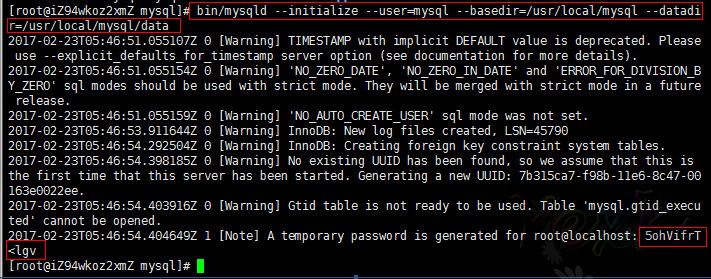 [root@iZ94wkoz2xmZ mysql]# bin/mysqld --initialize --user=mysql --basedir=/usr/local/mysql --datadi
r=/usr/local/mysql/data
2017-02-23T05:46:51.055107Z 0 [Warning] TIMESTAMP with implicit DEFAULT value is deprecated. Please
 use --explicit_defaults_for_timestamp server option (see documentation for more details).
2017-02-23T05:46:51.055154Z 0 [Warning] 'NO_ZERO_DATE', 'NO_ZERO_IN_DATE' and 'ERROR_FOR_DIVISION_B
Y_ZERO' sql modes should be used with strict mode. They will be merged with strict mode in a future
 release.
2017-02-23T05:46:51.055159Z 0 [Warning] 'NO_AUTO_CREATE_USER' sql mode was not set.
2017-02-23T05:46:53.911644Z 0 [Warning] InnoDB: New log files created, LSN=45790
2017-02-23T05:46:54.292504Z 0 [Warning] InnoDB: Creating foreign key constraint system tables.
2017-02-23T05:46:54.398185Z 0 [Warning] No existing UUID has been found, so we assume that this is
the first time that this server has been started. Generating a new UUID: 7b315ca7-f98b-11e6-8c47-00
163e0022ee.
2017-02-23T05:46:54.403916Z 0 [Warning] Gtid table is not ready to be used. Table 'mysql.gtid_execu
ted' cannot be opened.
2017-02-23T05:46:54.404649Z 1 [Note] A temporary password is generated for root@localhost: 5ohVifrT
<lgv
[root@iZ94wkoz2xmZ mysql]#